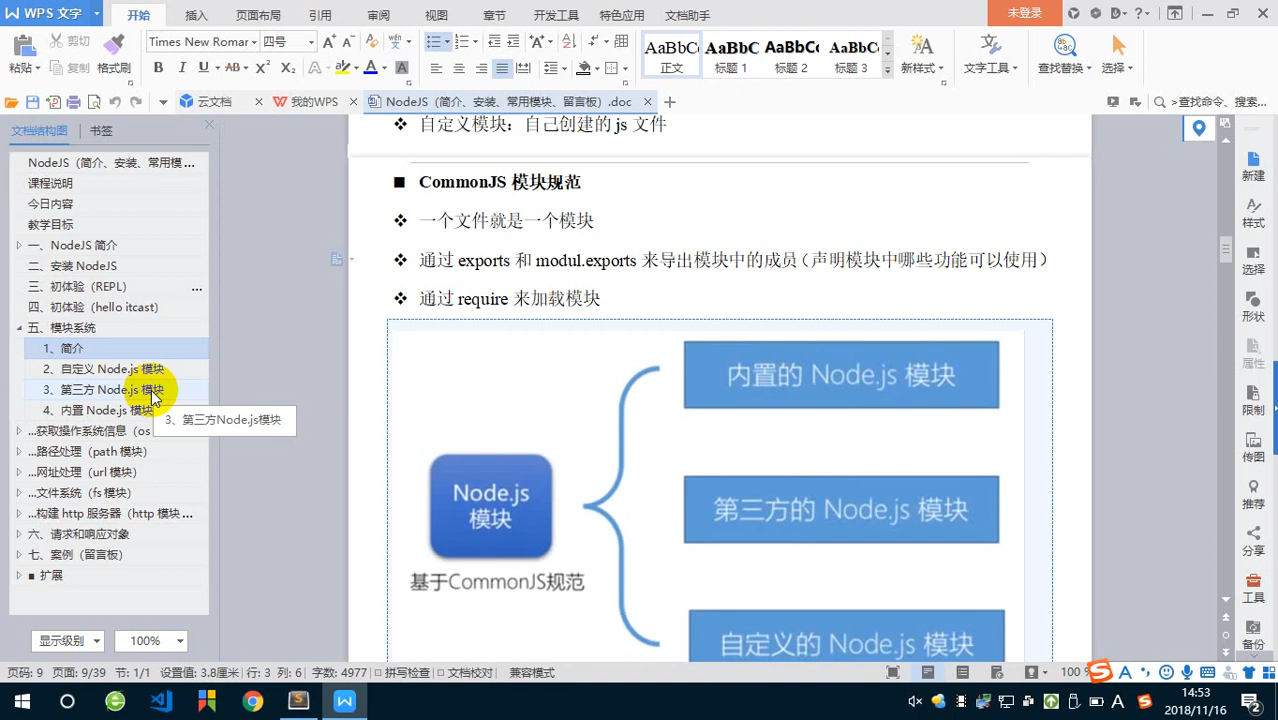 WPS 文字
开始 插入 页面布局 引用 审阅 视图 章节 开发工具 特色应用 文档助手
未登录
粘贴 剪切 复制 格式刷
Times New Romar 四号
AaBbCc 正文
AaBbC 标题 1
AaBbC 标题 2
AaBbC 标题 3
新样式 文字工具 查找替换 选择
云文档 我的WPS NodeJS（简介、安装、常用模块、留言板）.doc
>查找命令、搜索...
文档结构图 书签
NodeJS（简介、安装、常用模...
课程说明
今日内容
教学目标
一、NodeJS 简介
二、安装 NodeJS
三、初体验（REPL） ...
四、初体验（hello itcast）
五、模块系统
1、简介
2、自定义 Node.js 模块
3、第三方 Node.js 模块
4、内置 Node.js 模块
3、第三方Node.js模块
...获取操作系统信息（os
...路径处理（path 模块）
...网址处理（url 模块）
...文件系统（fs 模块）
...构建 http 服务器（http 模块...
六、请求和响应对象
七、案例（留言板）
■ 扩展
显示级别 100%
❖ 自定义模块：自己创建的 js 文件
■ CommonJS 模块规范
❖ 一个文件就是一个模块
❖ 通过 exports 和 modul.exports 来导出模块中的成员（声明模块中哪些功能可以使用）
❖ 通过 require 来加载模块
内置的 Node.js 模块
Node.js
模块
第三方的 Node.js 模块
基于CommonJS规范
自定义的 Node.js 模块
新建
样式
选择
形状
属性
限制
传图
推荐
分享
工具
备份
页码: 9 页面: 9/39 节: 1/1 设置值: 3.8厘米 行: 3 列: 6 字数: 4977 拼写检查 文档校对 兼容模式
100 %
14:53
2018/11/16